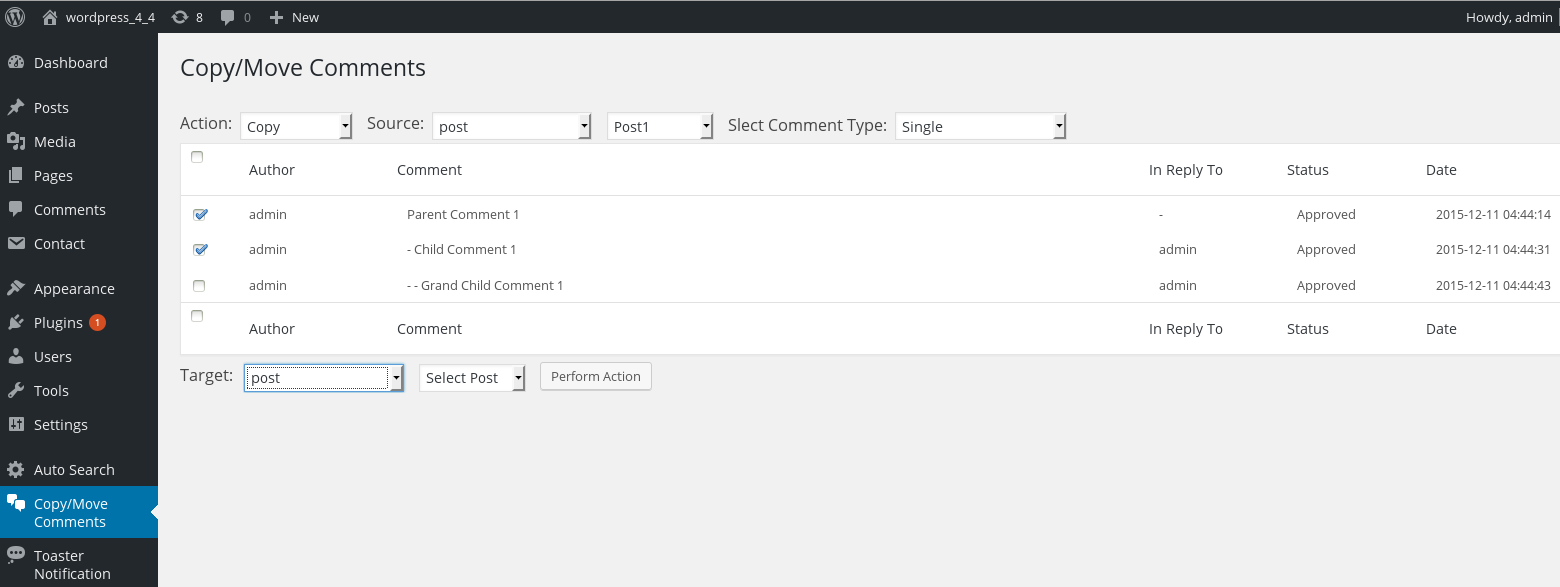 wordpress_4_4 8 0 New Howdy, admin
Dashboard
Posts
Media
Pages
Comments
Contact
Appearance
Plugins 1
Users
Tools
Settings
Auto Search
Copy/Move
Comments
Toaster
Notification
Copy/Move Comments
Action: Copy Source: post Post1 Slect Comment Type: Single
Author Comment In Reply To Status Date
admin Parent Comment 1 - Approved 2015-12-11 04:44:14
admin - Child Comment 1 admin Approved 2015-12-11 04:44:31
admin - - Grand Child Comment 1 admin Approved 2015-12-11 04:44:43
Author Comment In Reply To Status Date
Target: post Select Post Perform Action